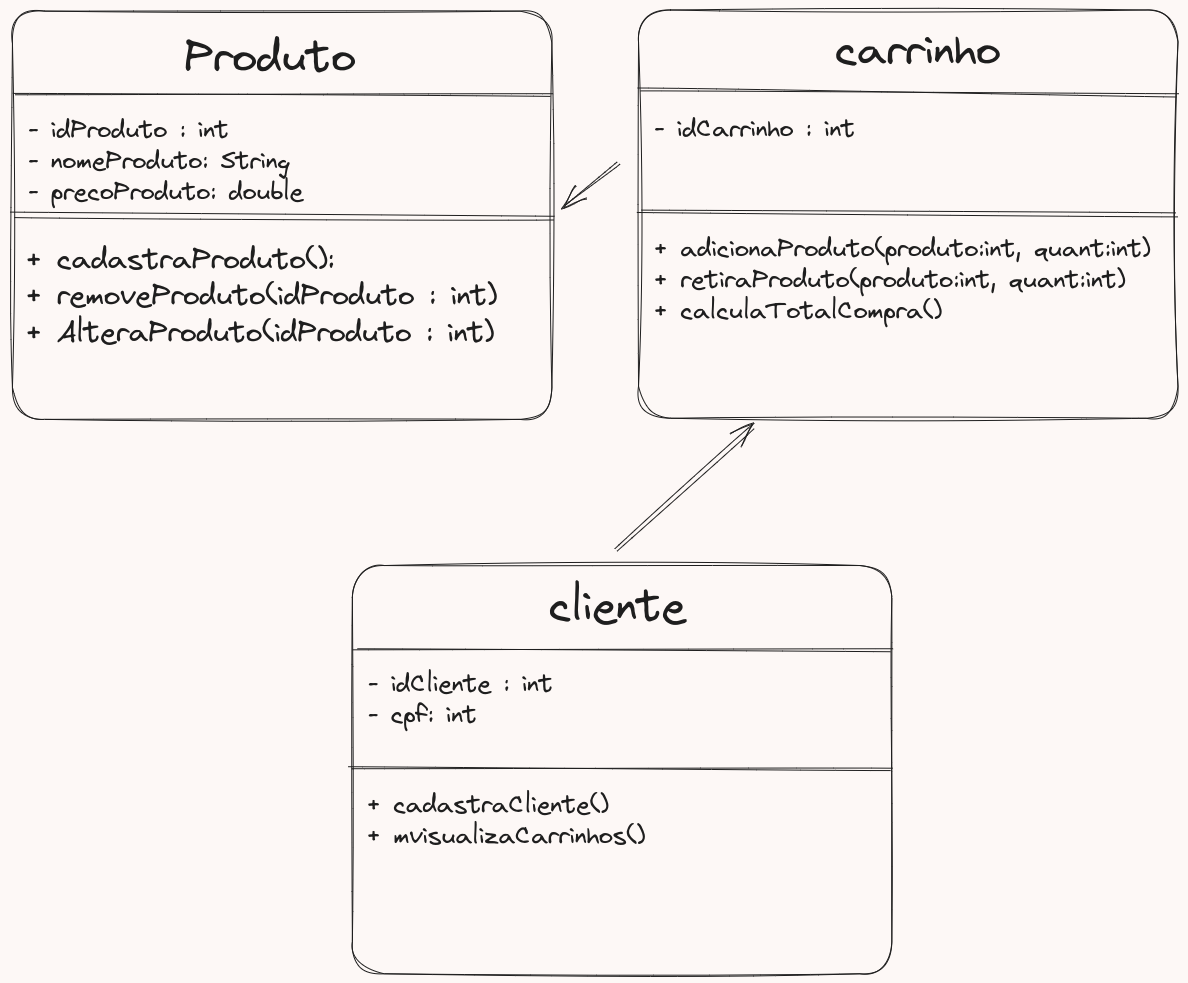 Produto
- idProduto : int
- nomeProduto: String
- precoProduto: double
+ cadastraProduto():
+ removeProduto(idProduto : int)
+ AlteraProduto(idProduto : int)
carrinho
- idCarrinho : int
+ adicionaProduto(produto:int, quant:int)
+ retiraProduto(produto:int, quant:int)
+ calculaTotalCompra()
cliente
- idCliente : int
- cpf: int
+ cadastraCliente()
+ mvisualizaCarrinhos()